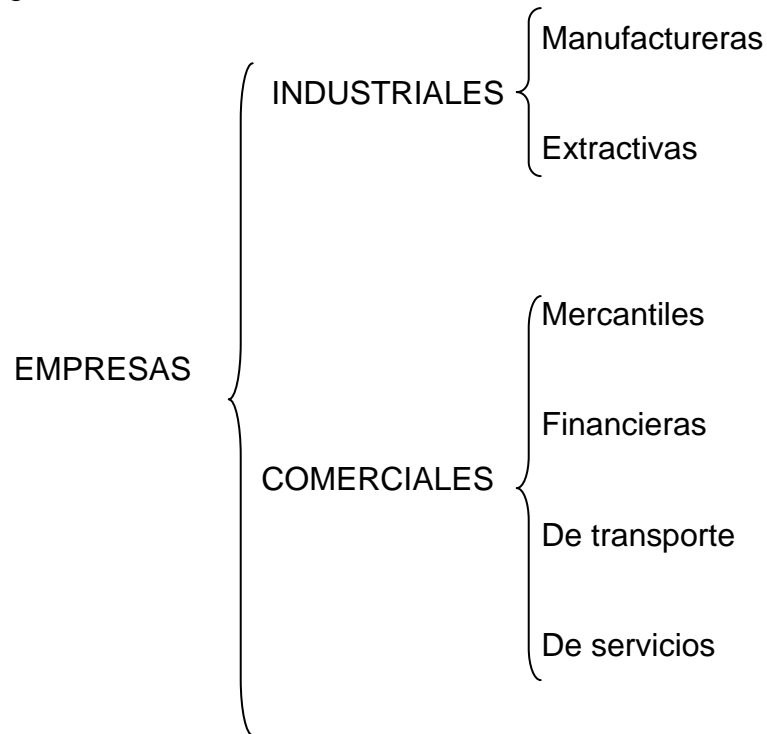 Manufactureras
INDUSTRIALES
Extractivas
Mercantiles
EMPRESAS
Financieras
COMERCIALES
De transporte
De servicios